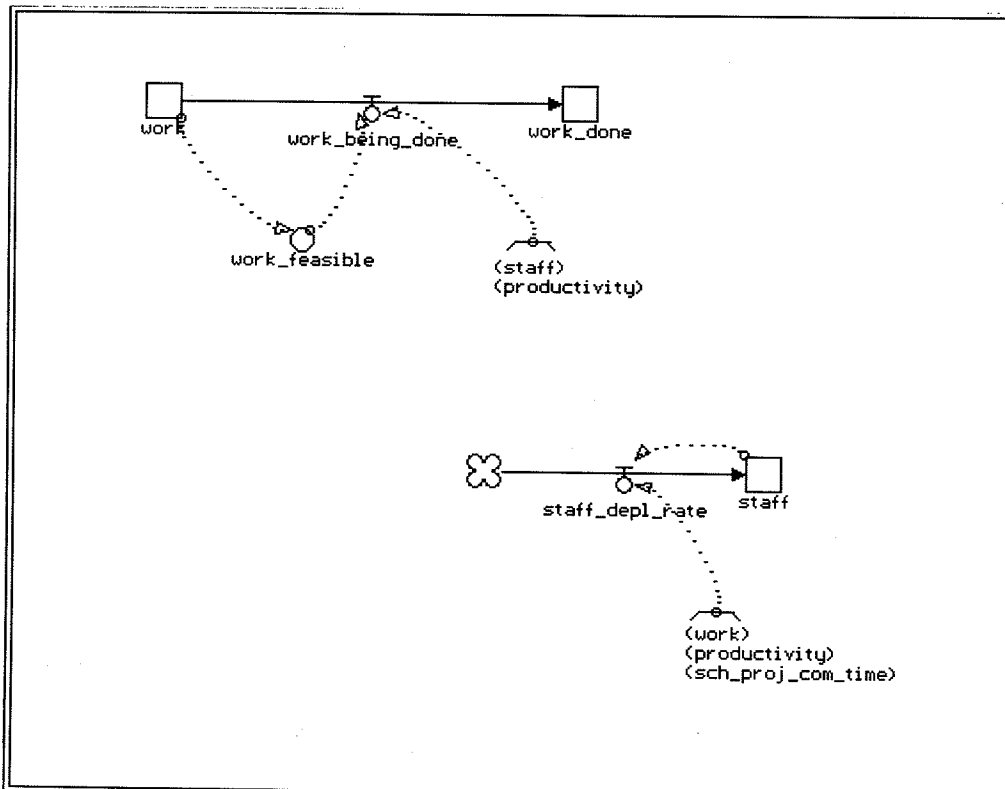 work
work_being_done
work_done
work_feasible
(staff)
(productivity)
staff_depl_rate
staff
(work)
(productivity)
(sch_proj_com_time)